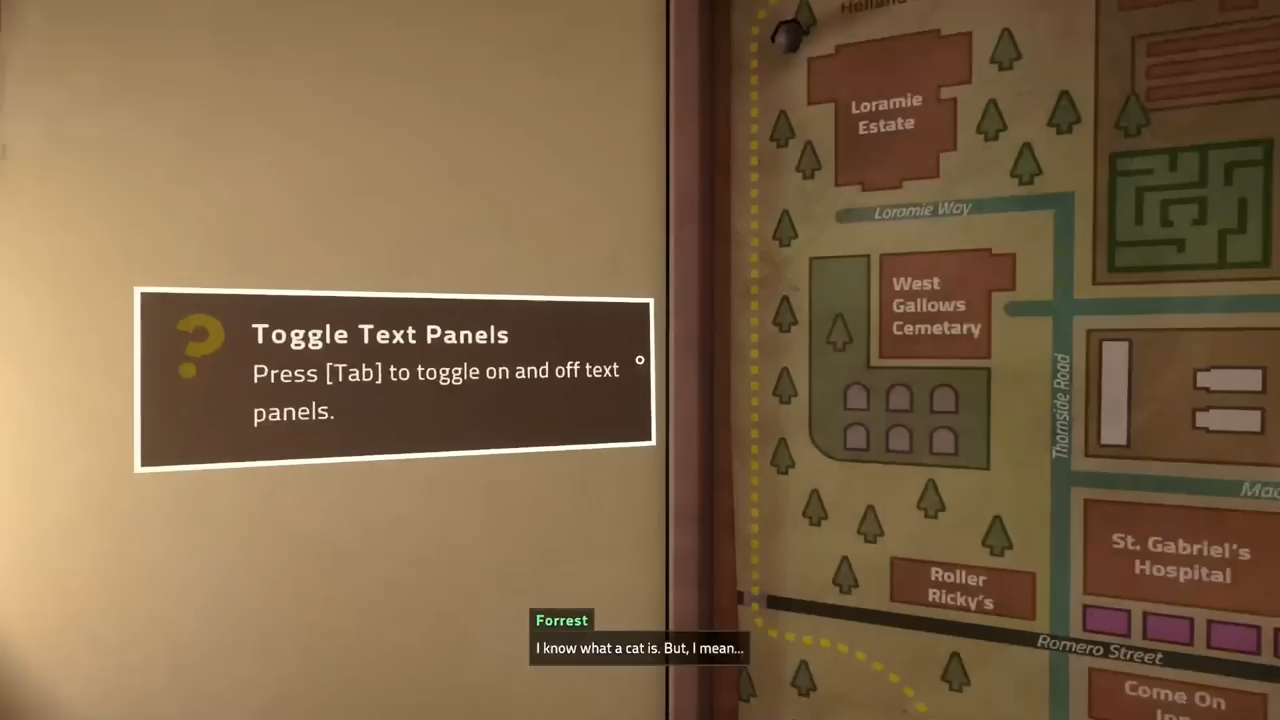 Loramie
Estate
Loramie Way
West
Gallows
Cemetary
?
Toggle Text Panels
Press [Tab] to toggle on and off text
panels.
Thornside Road
St. Gabriel's
Hospital
Roller
Ricky's
Forrest
I know what a cat is. But, I mean...
Romero Street
Come On